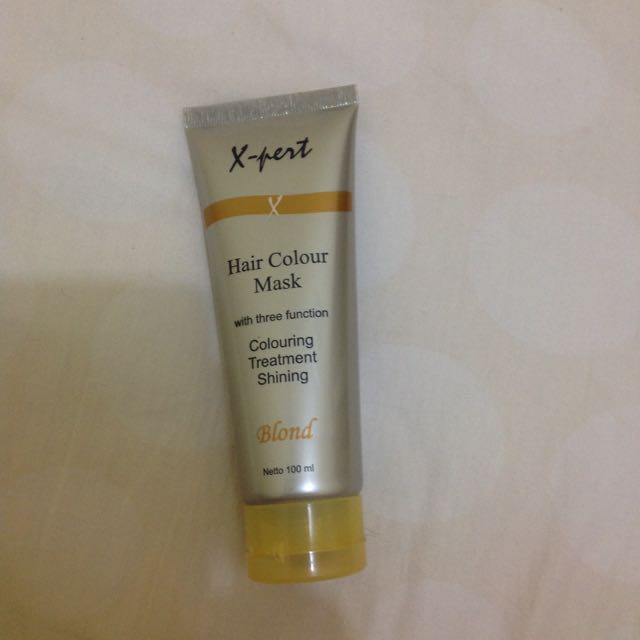 X-pert
X
Hair Colour
Mask
with three function
Colouring
Treatment
Shining
Blond
Netto 100 ml